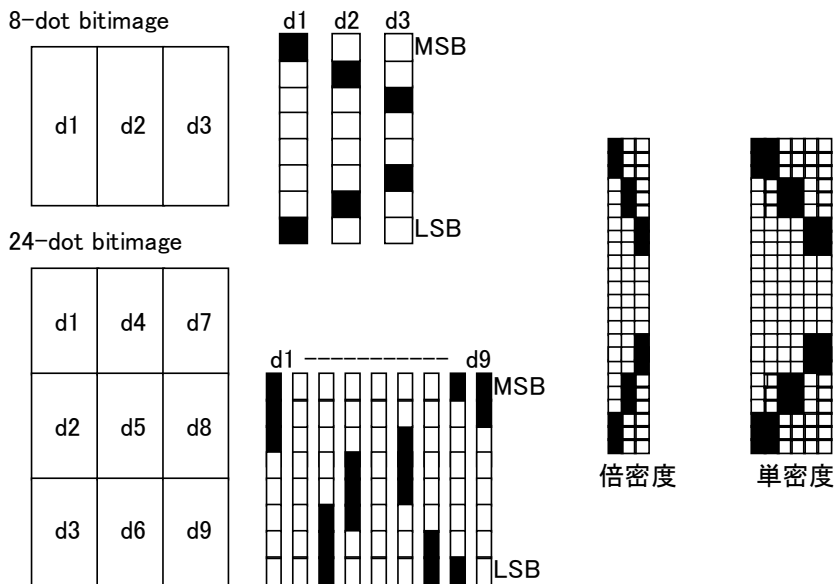 8-dot bitimage
d1 d2 d3
d1 d2 d3
MSB
LSB
24-dot bitimage
d1 d4 d7
d2 d5 d8
d3 d6 d9
d1 ----------- d9
MSB
LSB
倍密度 単密度